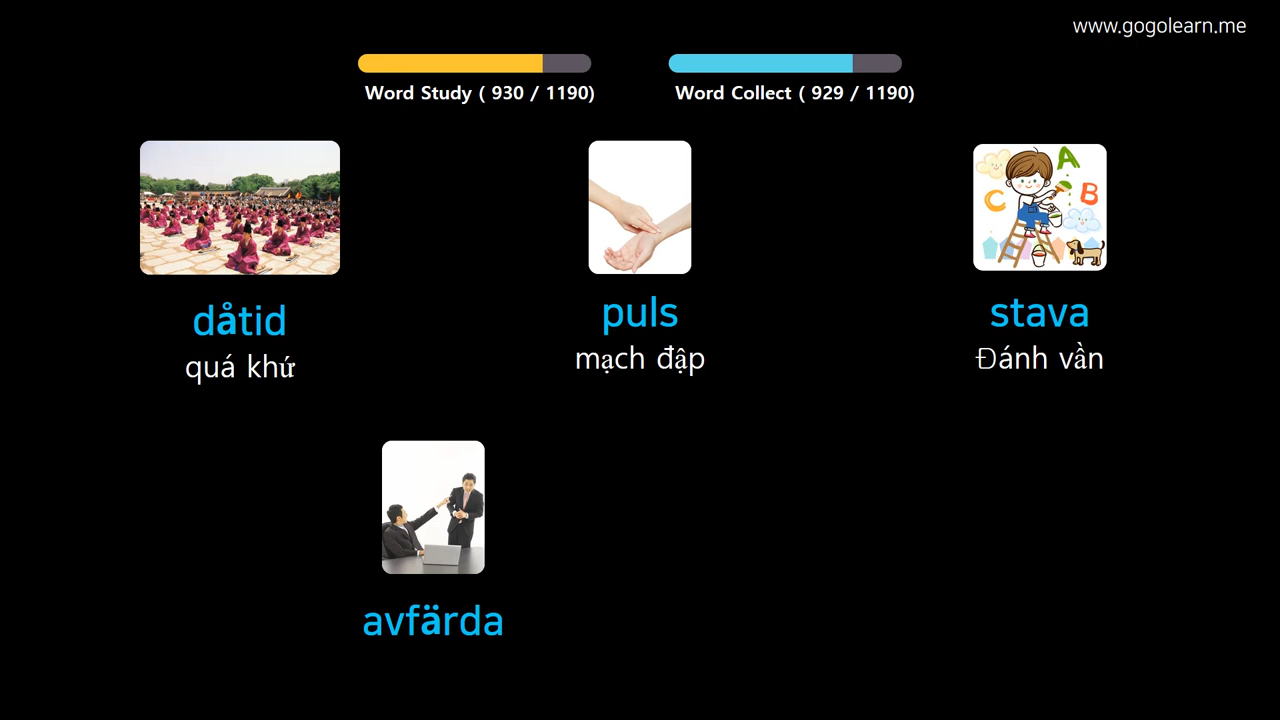 www.gogolearn.me
Word Study ( 930 / 1190)
Word Collect ( 929 / 1190)
A
B
C
dåtid
quá khứ
puls
mạch đập
stava
Đánh vần
avfärda